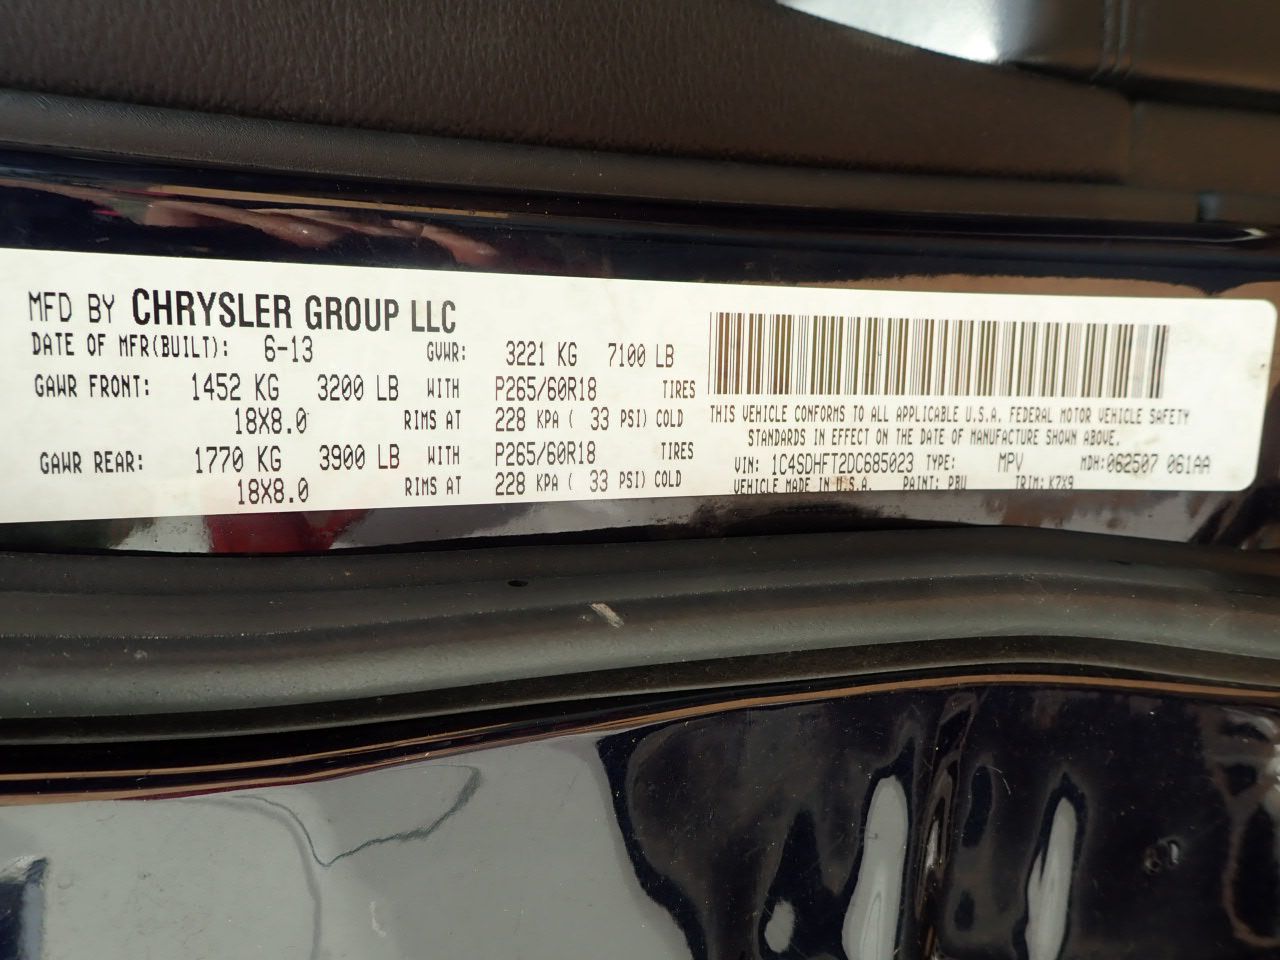 MFD BY CHRYSLER GROUP LLC
DATE OF MFR(BUILT): 6-13 GVWR: 3221 KG 7100 LB
GAWR FRONT: 1452 KG 3200 LB WITH P265/60R18 TIRES
18X8.0 RIMS AT 228 KPA ( 33 PSI) COLD
GAWR REAR: 1770 KG 3900 LB WITH P265/60R18 TIRES
18X8.0 RIMS AT 228 KPA ( 33 PSI) COLD
THIS VEHICLE CONFORMS TO ALL APPLICABLE U.S.A. FEDERAL MOTOR VEHICLE SAFETY
STANDARDS IN EFFECT ON THE DATE OF MANUFACTURE SHOWN ABOVE.
VIN: 1C4SDHFT2DC685023 TYPE: MPV MDH:062507 061AA
VEHICLE MADE IN U.S.A. PAINT: PBU TRIM: K7X9